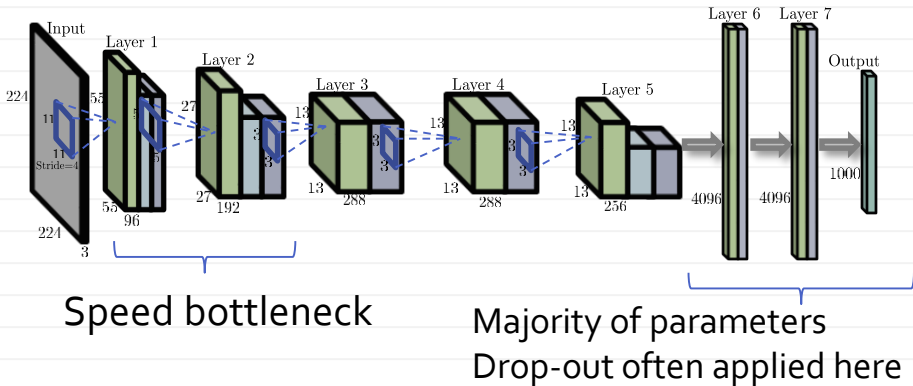 Input
224
11
11
Stride=4
224
3
Layer 1
55
55
96
5
5
Layer 2
27
27
192
3
3
Layer 3
13
13
288
3
3
Layer 4
13
13
288
3
3
Layer 5
13
13
256
Layer 6
4096
Layer 7
4096
Output
1000
Speed bottleneck
Majority of parameters
Drop-out often applied here